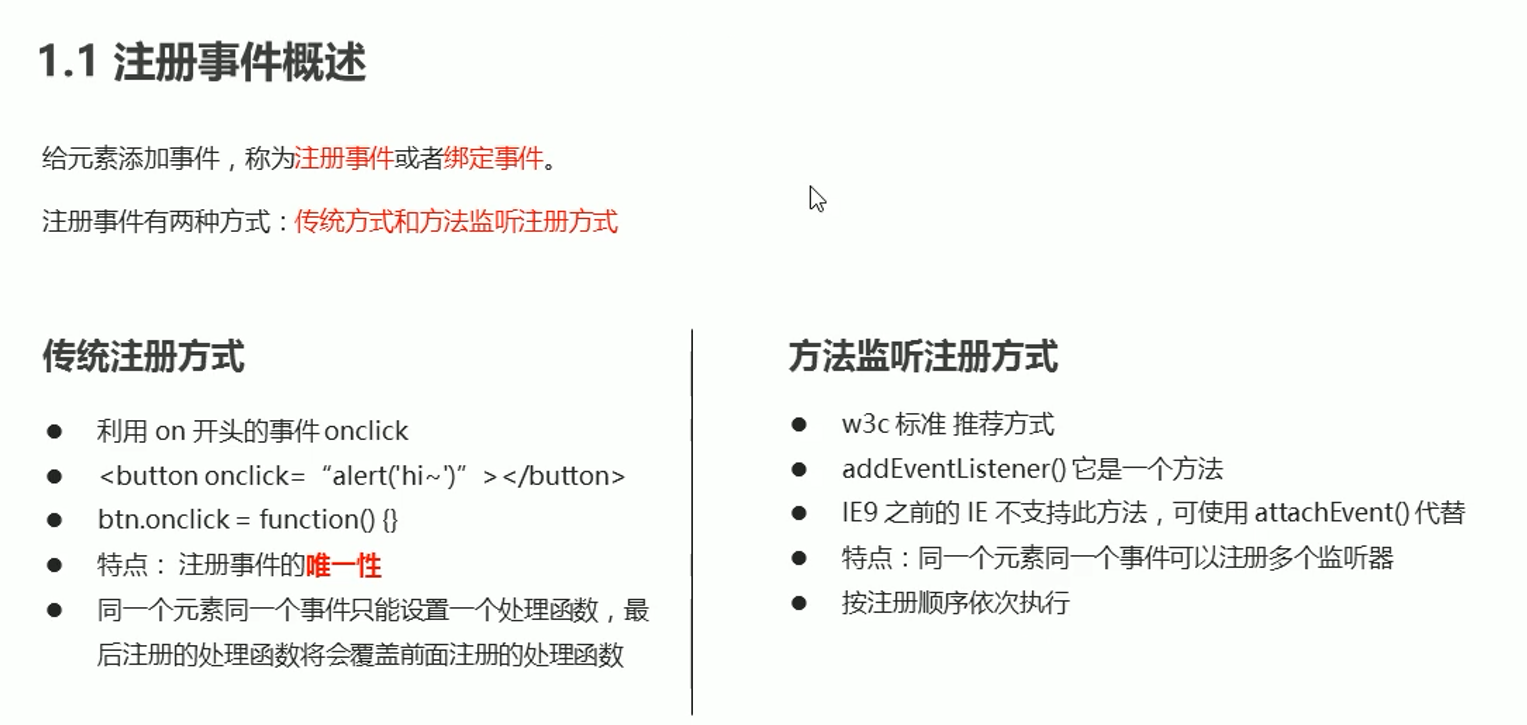 1.1 注册事件概述
给元素添加事件，称为注册事件或者绑定事件。
注册事件有两种方式：传统方式和方法监听注册方式
传统注册方式
● 利用 on 开头的事件 onclick
● <button onclick= “alert('hi~')” ></button>
● btn.onclick = function() {}
● 特点： 注册事件的唯一性
● 同一个元素同一个事件只能设置一个处理函数，最
后注册的处理函数将会覆盖前面注册的处理函数
方法监听注册方式
● w3c 标准 推荐方式
● addEventListener() 它是一个方法
● IE9 之前的 IE 不支持此方法，可使用 attachEvent() 代替
● 特点：同一个元素同一个事件可以注册多个监听器
● 按注册顺序依次执行